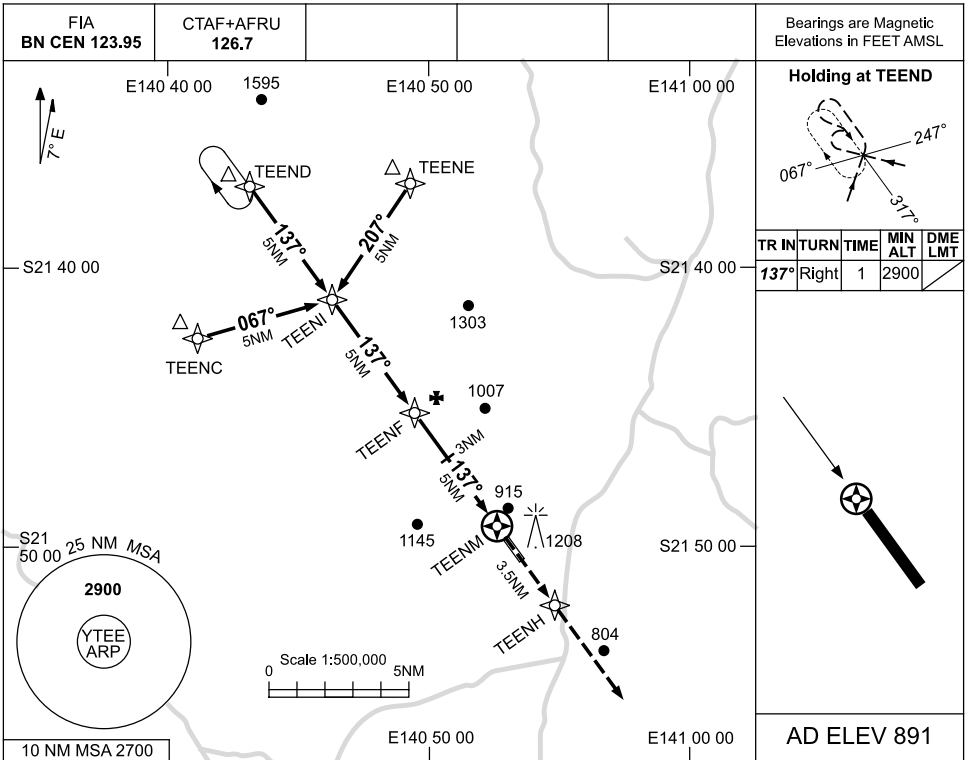 FIA
BN CEN 123.95
CTAF+AFRU
126.7
Bearings are Magnetic
Elevations in FEET AMSL
E140 40 00
1595
E140 50 00
E141 00 00
7° E
TEEND
TEENE
137°
5NM
207°
5NM
S21 40 00
S21 40 00
067°
5NM
TEENI
1303
TEENC
137°
5NM
1007
TEENF
3NM
137°
5NM
915
1145
1208
TEENM
S21
50 00
S21 50 00
3.5NM
TEENH
804
25 NM MSA
2900
YTEE
ARP
Scale 1:500,000
0
5NM
10 NM MSA 2700
E140 50 00
E141 00 00
Holding at TEEND
247°
067°
317°
TR IN TURN TIME MIN ALT DME LMT
137° Right 1 2900
AD ELEV 891